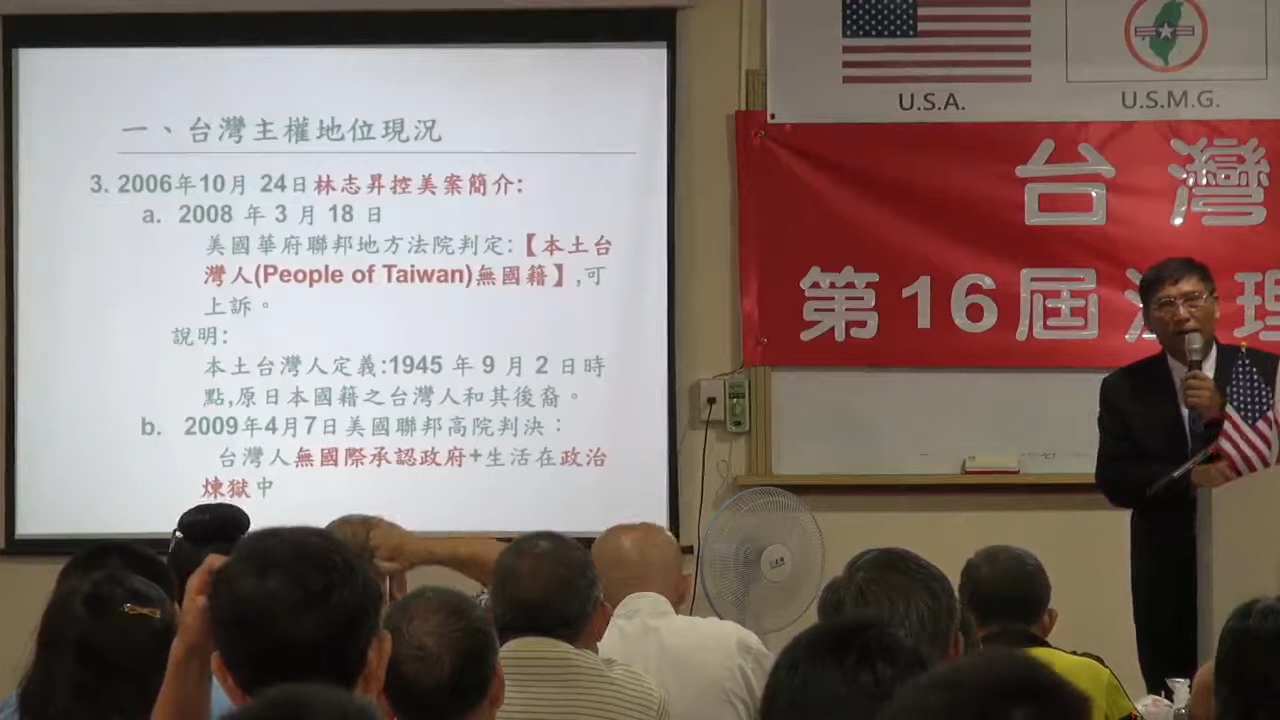 一、台灣主權地位現況
3. 2006年10月 24日林志昇控美案簡介:
a. 2008 年 3 月 18 日
美國華府聯邦地方法院判定:【本土台
灣人(People of Taiwan)無國籍】,可
上訴。
說明:
本土台灣人定義:1945 年 9 月 2 日時
點,原日本國籍之台灣人和其後裔。
b. 2009年4月7日美國聯邦高院判決：
台灣人無國際承認政府+生活在政治
煉獄中
U.S.A.
U.S.M.G.
台灣
第16屆法理